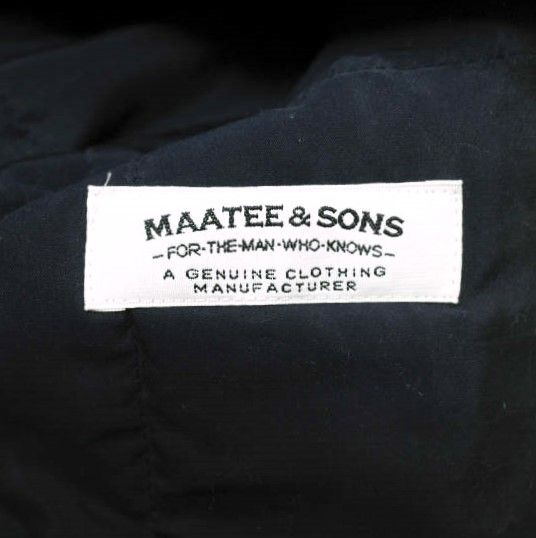 MAATEE & SONS
-FOR-THE-MAN-WHO-KNOWS-
A GENUINE CLOTHING
MANUFACTURER